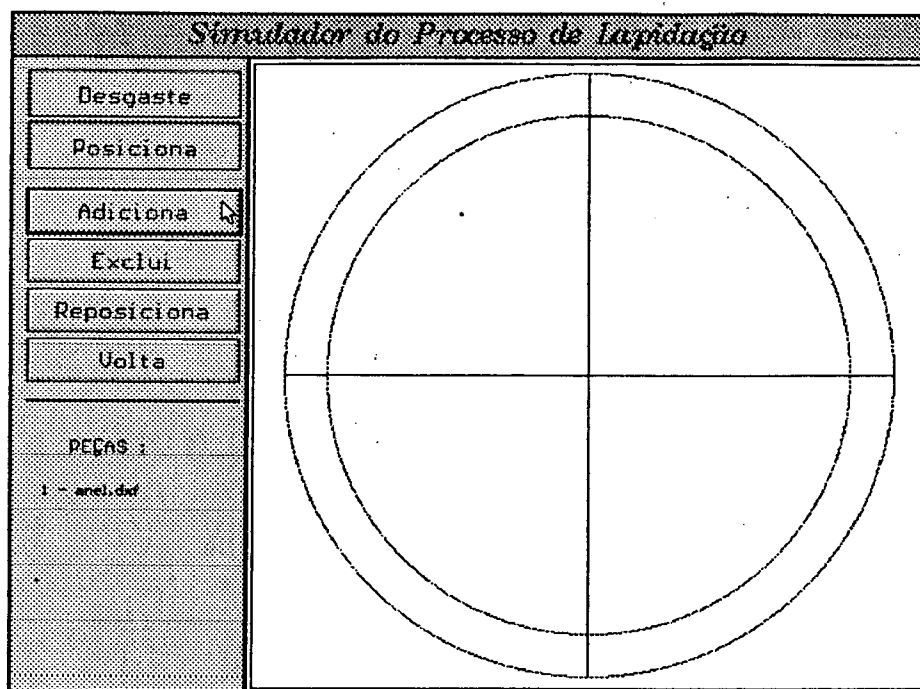 Simulador do Processo de Lapidação
Desgaste
Posiciona
Adiciona
Exclui
Reposiciona
Volta
PEÇAS :
1 - anel.dxf